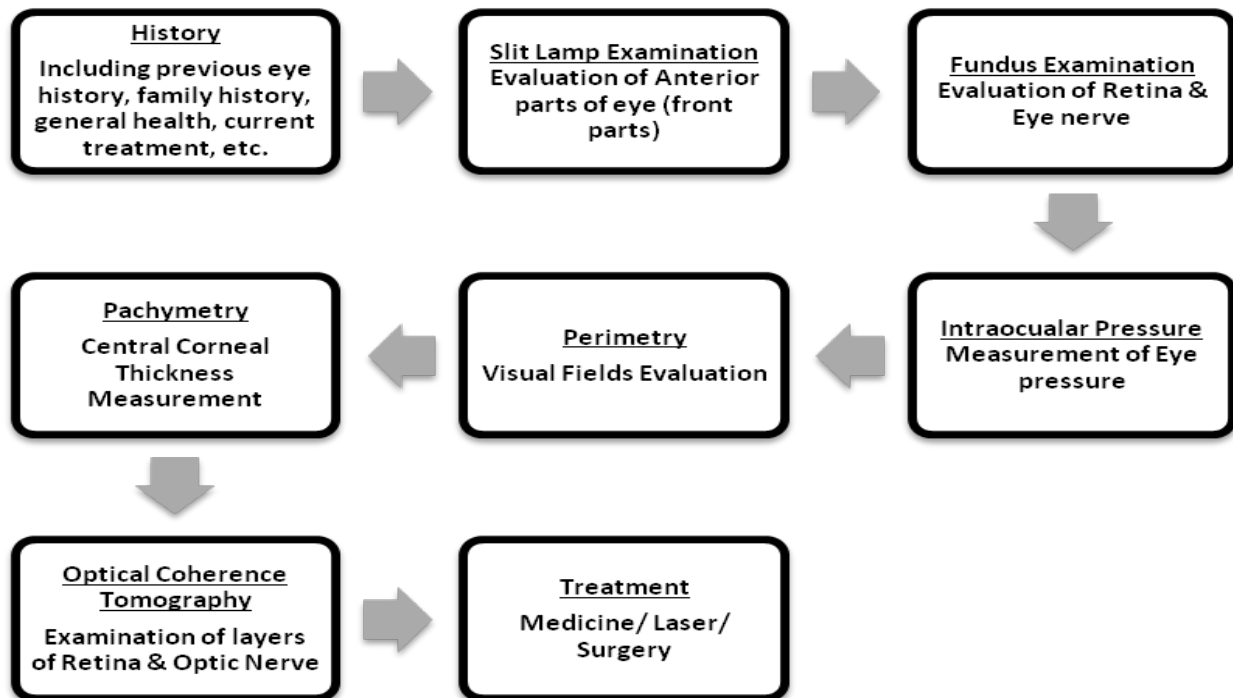 History
Including previous eye
history, family history,
general health, current
treatment, etc.
Slit Lamp Examination
Evaluation of Anterior
parts of eye (front
parts)
Fundus Examination
Evaluation of Retina &
Eye nerve
Intraocualar Pressure
Measurement of Eye
pressure
Perimetry
Visual Fields Evaluation
Pachymetry
Central Corneal
Thickness
Measurement
Optical Coherence
Tomography
Examination of layers
of Retina & Optic Nerve
Treatment
Medicine/ Laser/
Surgery